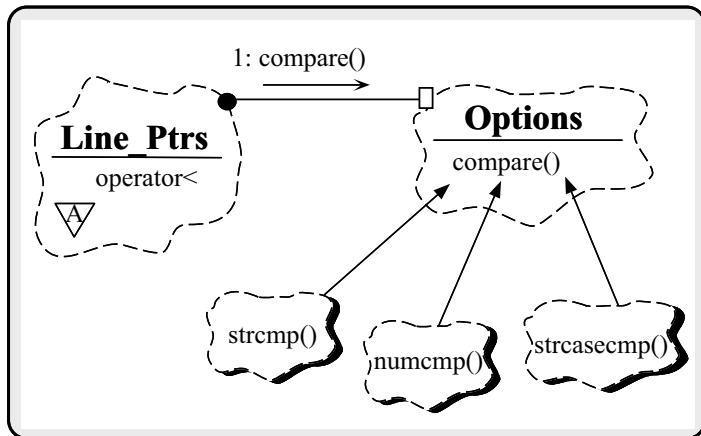 1: compare()
Line_Ptrs
operator<
A
Options
compare()
strcmp()
numcmp()
strcasecmp()